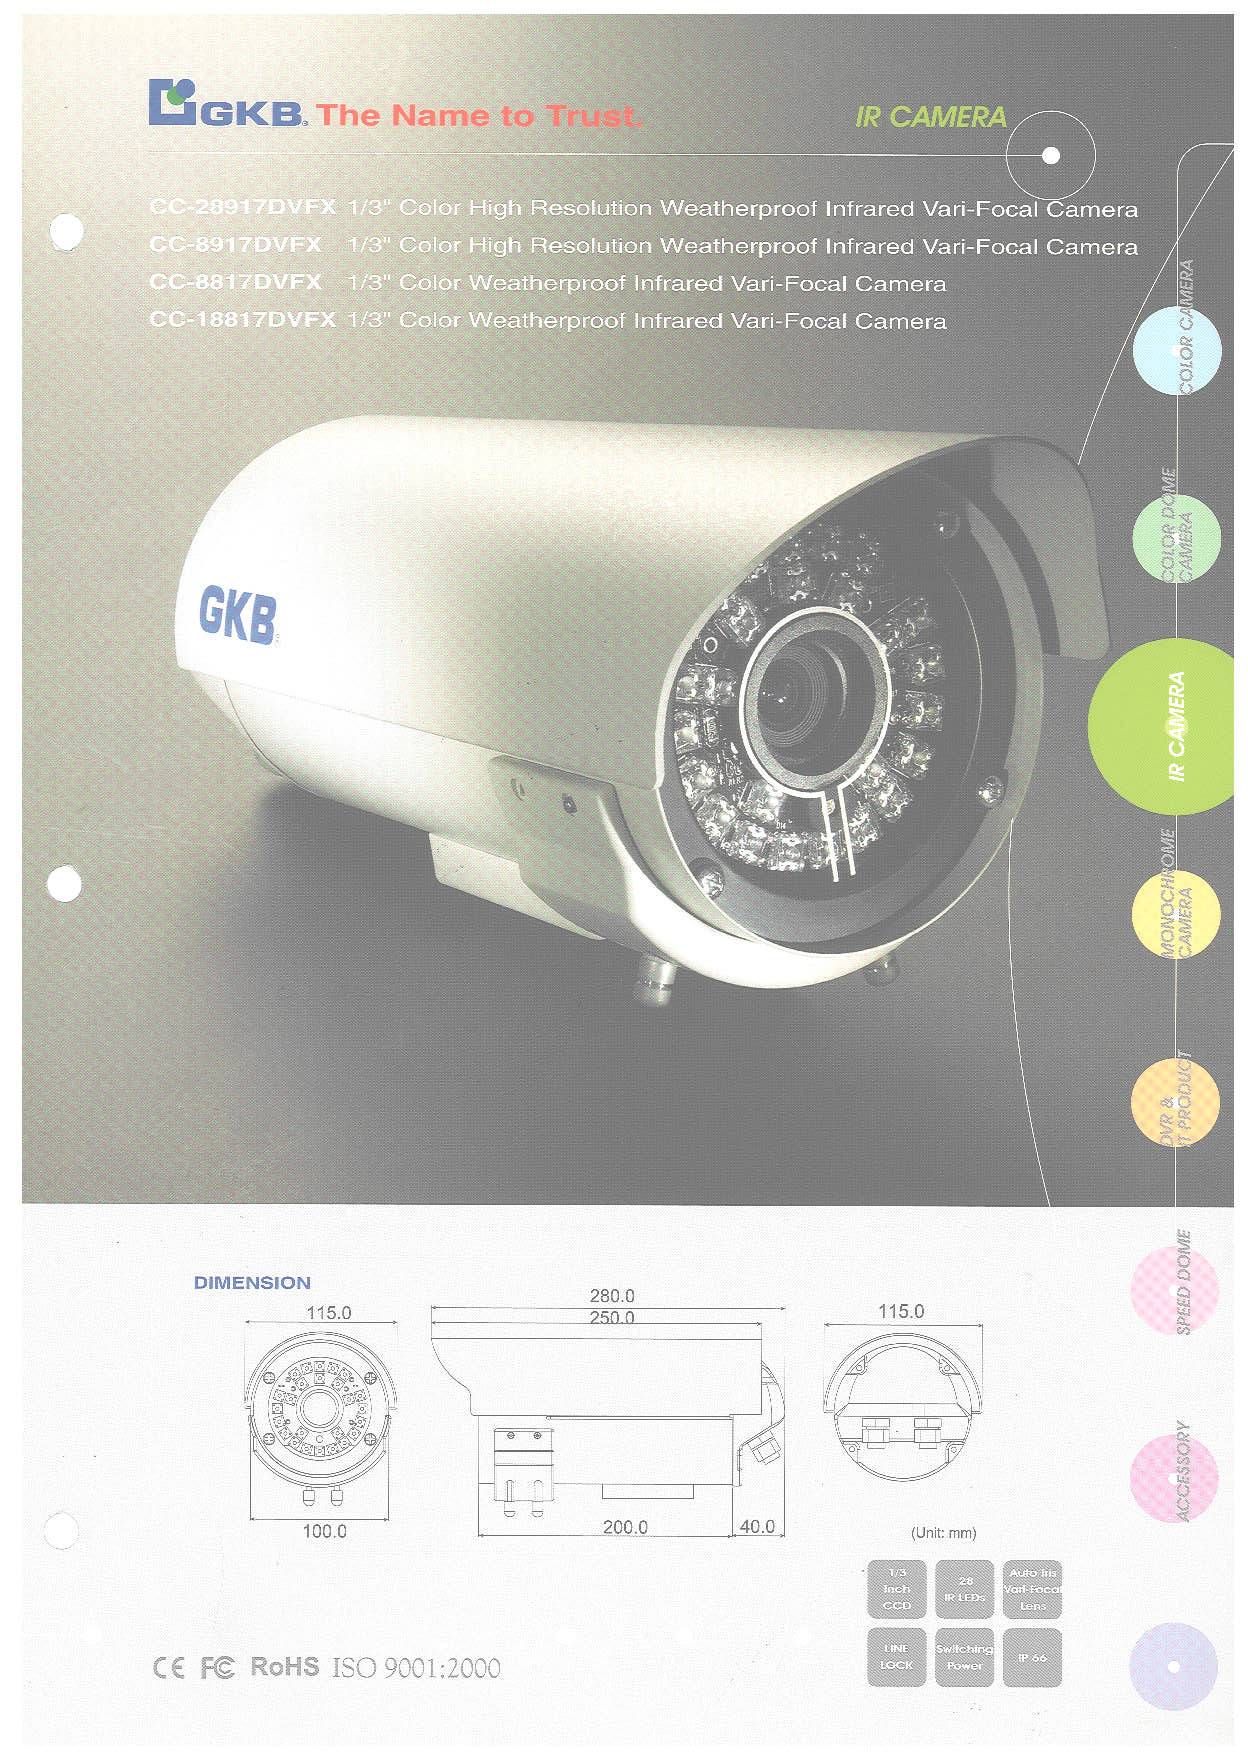 GKB The Name to Trust.
IR CAMERA
CC-28917DVFX 1/3" Color High Resolution Weatherproof Infrared Vari-Focal Camera
CC-8917DVFX 1/3" Color High Resolution Weatherproof Infrared Vari-Focal Camera
CC-8817DVFX 1/3" Color Weatherproof Infrared Vari-Focal Camera
CC-18817DVFX 1/3" Color Weatherproof Infrared Vari-Focal Camera
COLOR CAMERA
COLOR DOME
CAMERA
GKB
IR CAMERA
MONOCHROME
CAMERA
DVR &
IT PRODUCT
SPEED DOME
ACCESSORY
DIMENSION
115.0
280.0
250.0
115.0
100.0
200.0
40.0
(Unit: mm)
1/3
Inch
CCD
28
IR LEDs
Auto Iris
Vari-Focal
Lens
LINE
LOCK
Switching
Power
IP 66
CE FC RoHS ISO 9001:2000